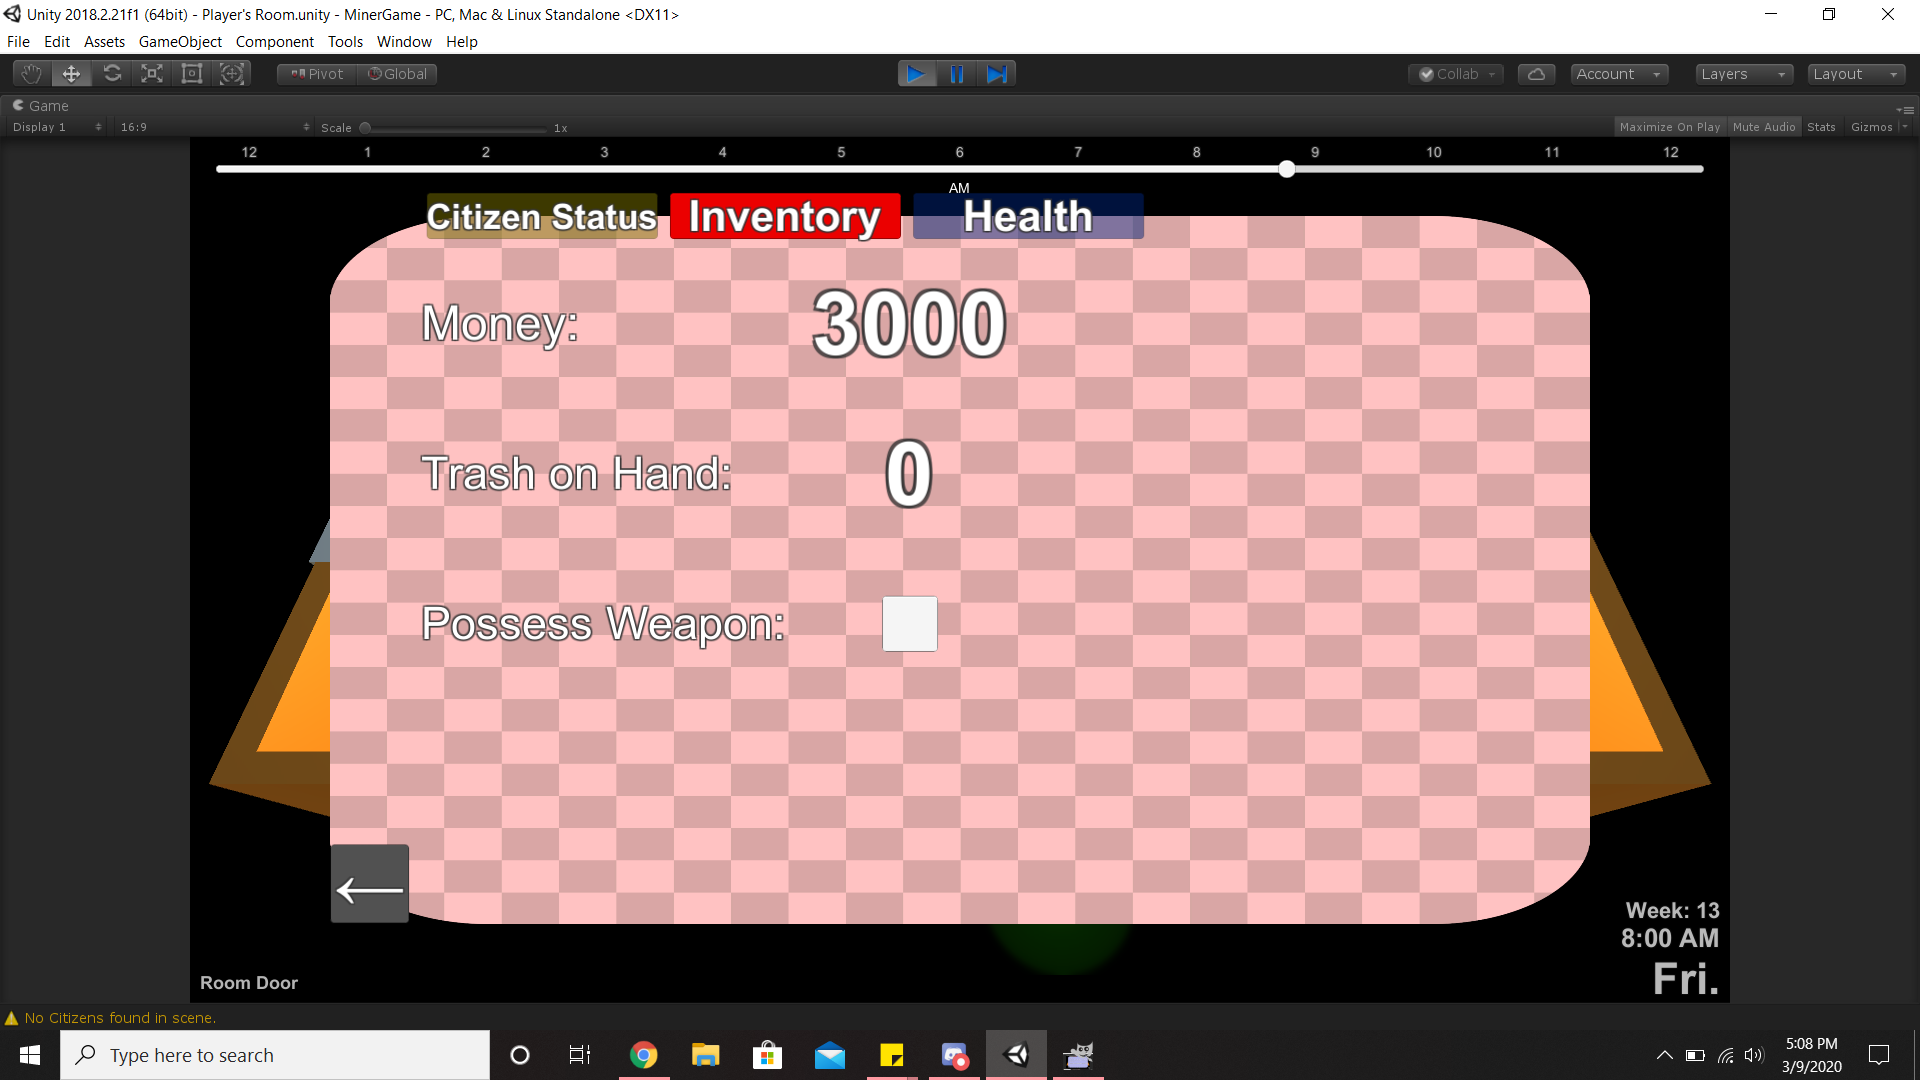 Unity 2018.2.21f1 (64bit) - Player's Room.unity - MinerGame - PC, Mac & Linux Standalone <DX11>
File Edit Assets GameObject Component Tools Window Help
Pivot Global Collab Account Layers Layout
Game
Display 1 16:9 Scale 1x Maximize On Play Mute Audio Stats Gizmos
12 1 2 3 4 5 6 7 8 9 10 11 12
AM
Citizen Status Inventory Health
Money: 3000
Trash on Hand: 0
Possess Weapon:
Week: 13
8:00 AM
Fri.
Room Door
No Citizens found in scene.
Type here to search
5:08 PM
3/9/2020